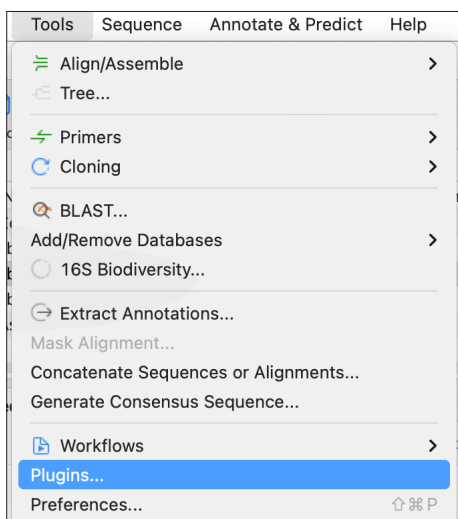 Tools Sequence Annotate & Predict Help
Align/Assemble
Tree...
Primers
Cloning
BLAST...
Add/Remove Databases
16S Biodiversity...
Extract Annotations...
Mask Alignment...
Concatenate Sequences or Alignments...
Generate Consensus Sequence...
Workflows
Plugins...
Preferences... ⇧⌘P